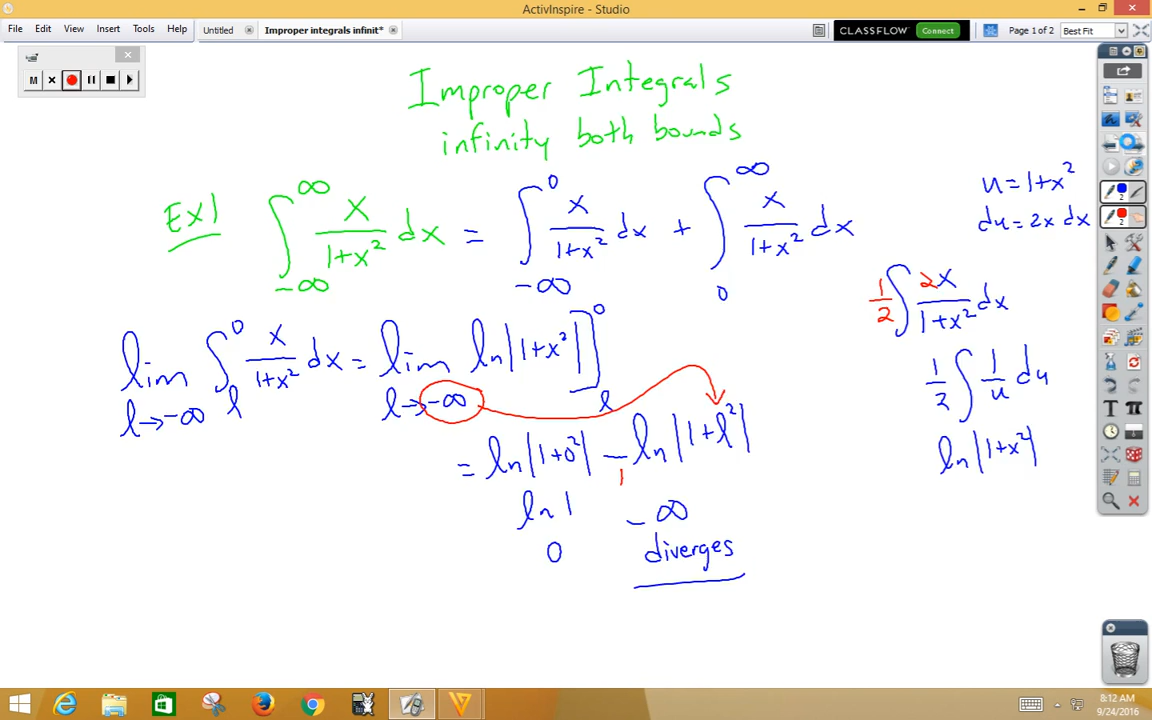 ActivInspire - Studio
File Edit View Insert Tools Help Untitled Improper integrals infinit* CLASSFLOW Connect Page 1 of 2 Best Fit
M
Improper Integrals
infinity both bounds
u = 1+x²
du = 2x dx
Ex1 ∫_{-∞}^{∞} x/(1+x²) dx = ∫_{-∞}^{0} x/(1+x²) dx + ∫_{0}^{∞} x/(1+x²) dx
1/2 ∫ 2x/(1+x²) dx
lim_{l→-∞} ∫_{l}^{0} x/(1+x²) dx = lim_{l→-∞} ln|1+x²| ]_{l}^{0}
1/2 ∫ 1/u du
ln|1+x²|
= ln|1+0²| - ln|1+l²|
ln 1 - ∞
0 diverges
8:12 AM
9/24/2016